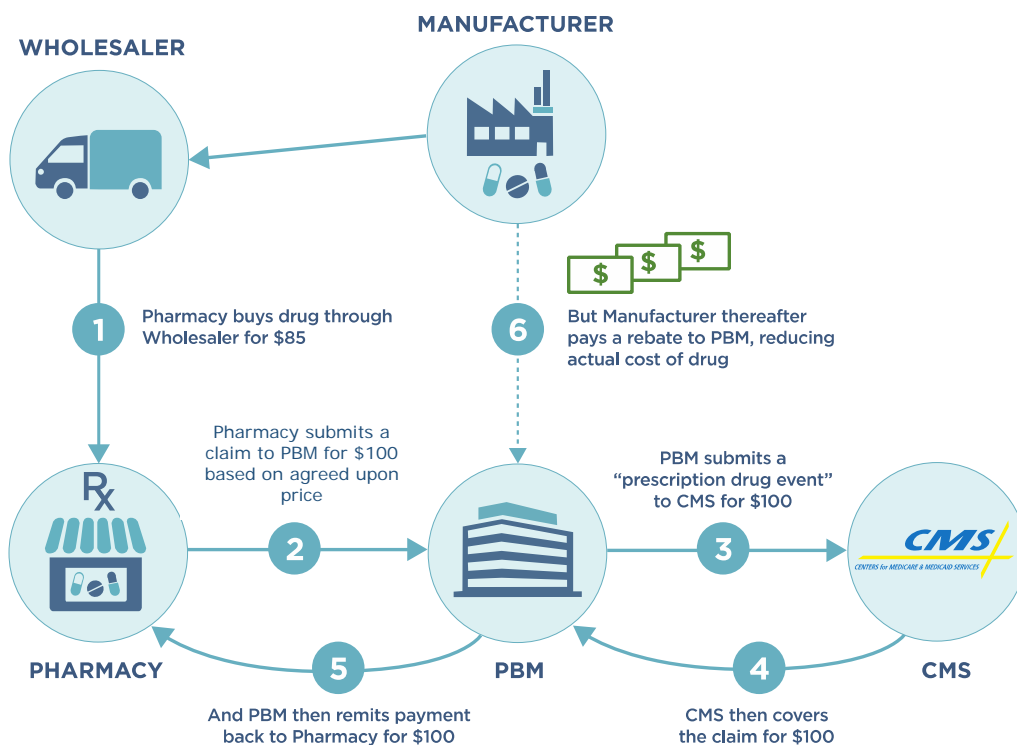 MANUFACTURER
WHOLESALER
$
$
$
1
Pharmacy buys drug through
Wholesaler for $85
6
But Manufacturer thereafter
pays a rebate to PBM, reducing
actual cost of drug
Pharmacy submits a
claim to PBM for $100
based on agreed upon
price
PBM submits a
“prescription drug event”
to CMS for $100
Rx
2
3
CMS
CENTERS for MEDICARE & MEDICAID SERVICES
PHARMACY
5
PBM
4
CMS
And PBM then remits payment
back to Pharmacy for $100
CMS then covers
the claim for $100